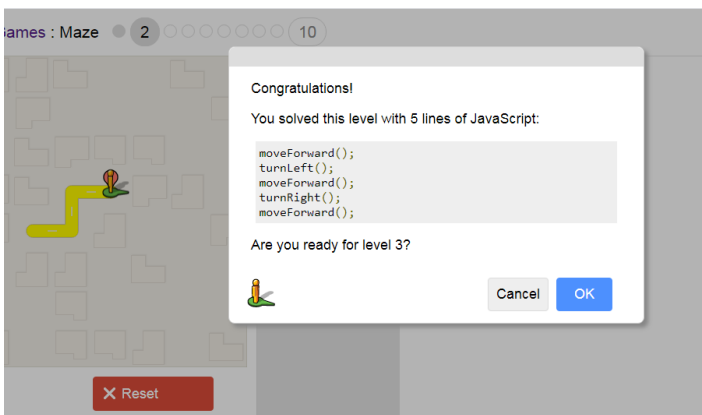 ames : Maze 2 10
Congratulations!
You solved this level with 5 lines of JavaScript:
moveForward();
turnLeft();
moveForward();
turnRight();
moveForward();
Are you ready for level 3?
Cancel OK
Reset